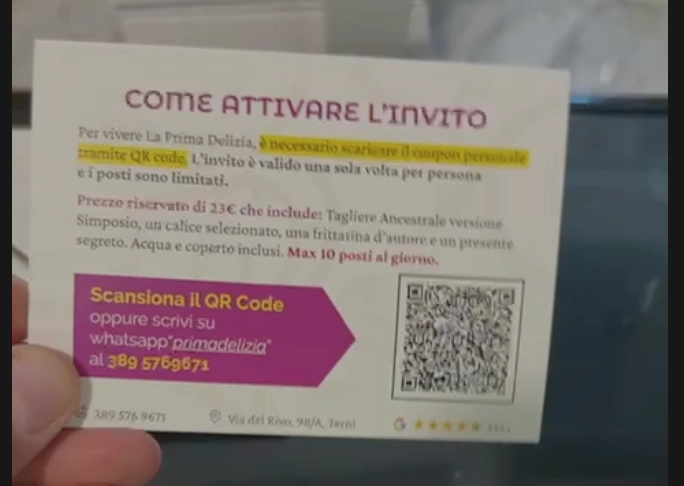 COME ATTIVARE L'INVITO
Per vivere La Prima Delizia, è necessario scaricare il coupon personale
tramite QR code. L'invito è valido una sola volta per persona
e i posti sono limitati.
Prezzo riservato di 23€ che include: Tagliere Ancestrale versione
Simposio, un calice selezionato, una frittatina d'autore e un presente
segreto. Acqua e coperto inclusi. Max 10 posti al giorno.
Scansiona il QR Code
oppure scrivi su
whatsapp"primadelizia"
al 389 5769671
389 576 9671
Via del Rivo, 98/A, Terni
G ★★★★★